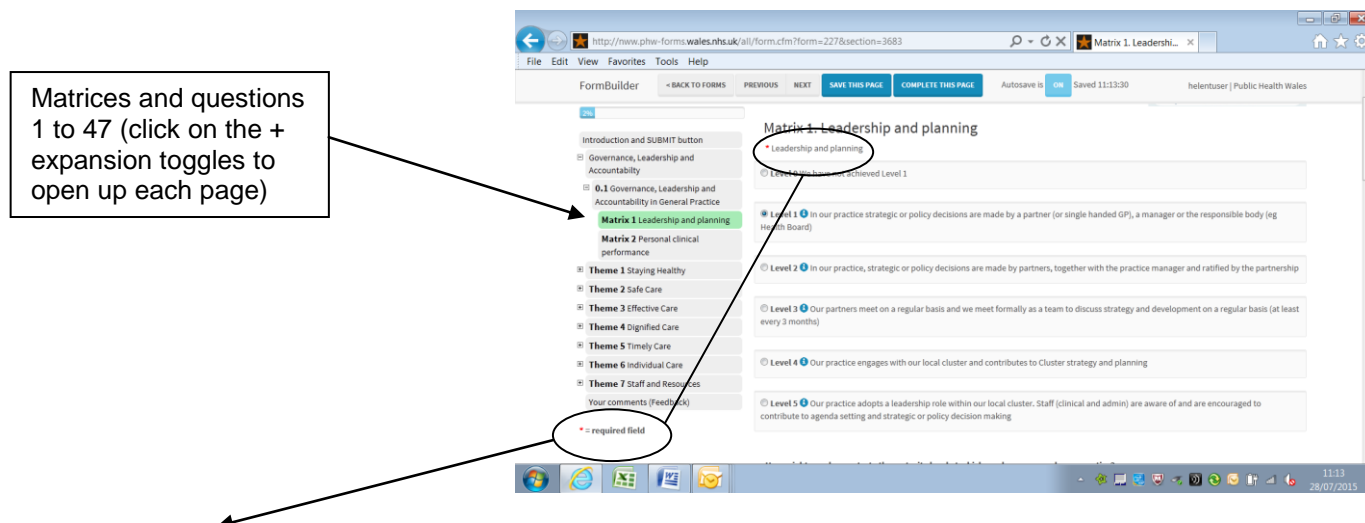 Matrices and questions
1 to 47 (click on the +
expansion toggles to
open up each page)
http://nww.phw-forms.wales.nhs.uk/all/form.cfm?form=227&section=3683
Matrix 1. Leadershi...
File Edit View Favorites Tools Help
FormBuilder
< BACK TO FORMS
PREVIOUS
NEXT
SAVE THIS PAGE
COMPLETE THIS PAGE
Autosave is ON Saved 11:13:30
helentuser | Public Health Wales
2%
Introduction and SUBMIT button
Governance, Leadership and
Accountabilty
0.1 Governance, Leadership and
Accountability in General Practice
Matrix 1 Leadership and planning
Matrix 2 Personal clinical
performance
Theme 1 Staying Healthy
Theme 2 Safe Care
Theme 3 Effective Care
Theme 4 Dignified Care
Theme 5 Timely Care
Theme 6 Individual Care
Theme 7 Staff and Resources
Your comments (Feedback)
* = required field
Matrix 1. Leadership and planning
* Leadership and planning
Level 0 We have not achieved Level 1
Level 1 In our practice strategic or policy decisions are made by a partner (or single handed GP), a manager or the responsible body (eg
Health Board)
Level 2 In our practice, strategic or policy decisions are made by partners, together with the practice manager and ratified by the partnership
Level 3 Our partners meet on a regular basis and we meet formally as a team to discuss strategy and development on a regular basis (at least
every 3 months)
Level 4 Our practice engages with our local cluster and contributes to Cluster strategy and planning
Level 5 Our practice adopts a leadership role within our local cluster. Staff (clinical and admin) are aware of and are encouraged to
contribute to agenda setting and strategic or policy decision making
11:13
28/07/2015